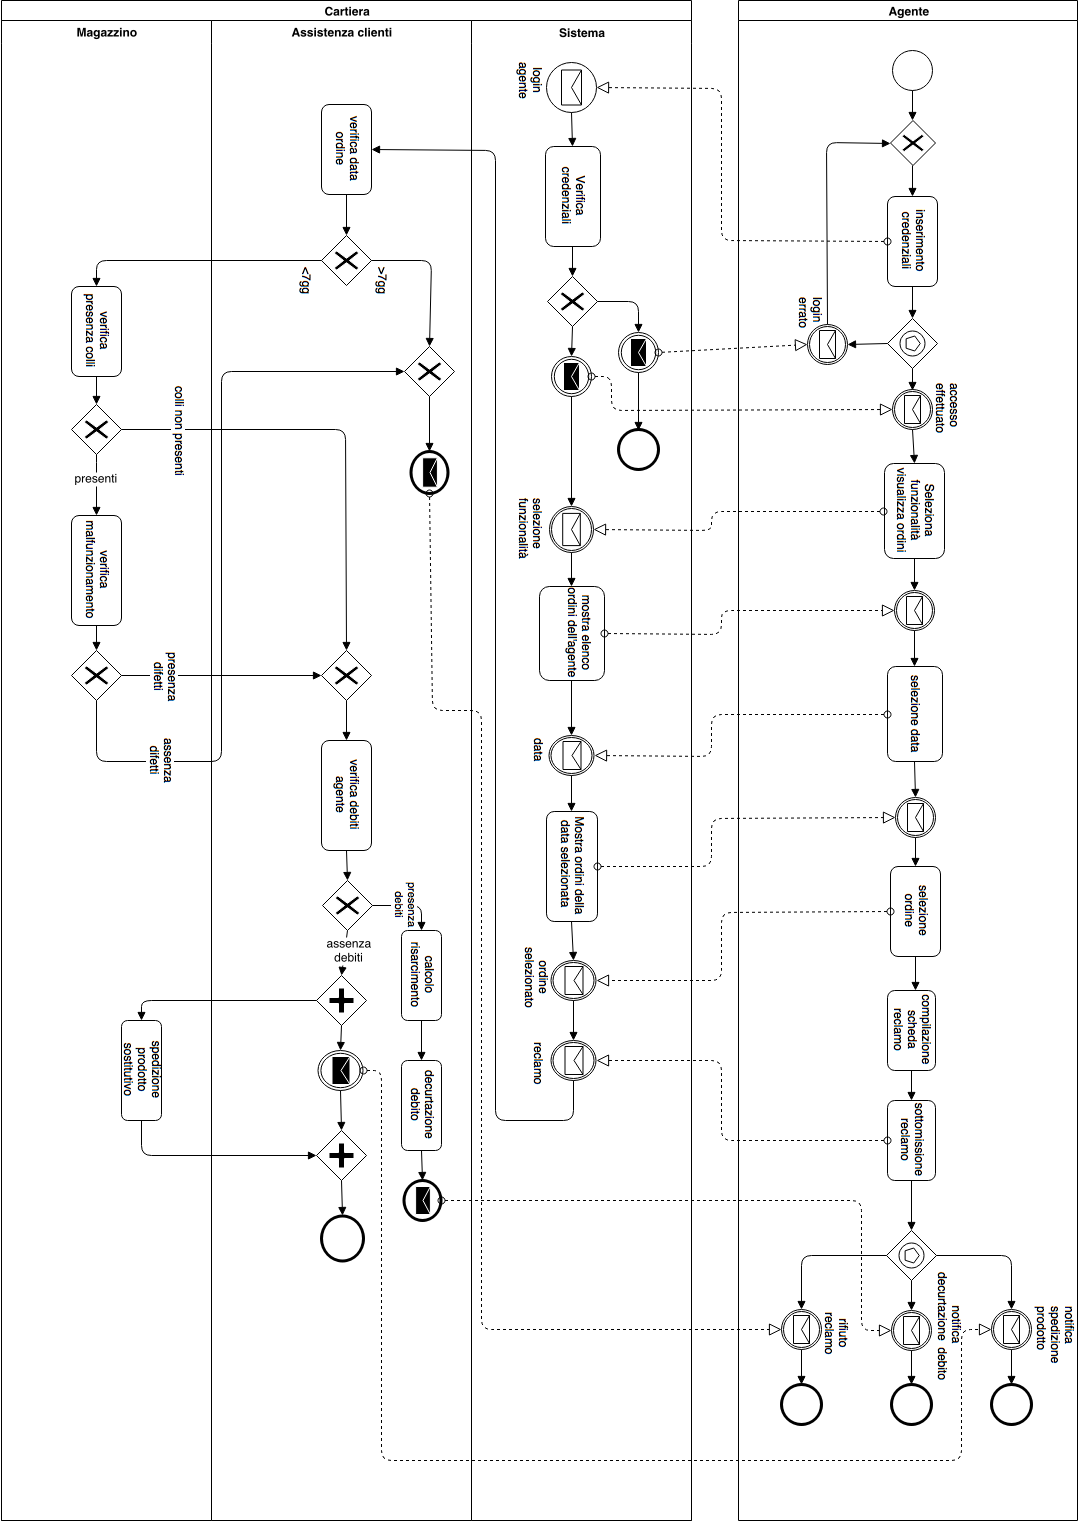 Cartiera
Agente
Magazzino
Assistenza clienti
Sistema
login
agente
verifica data
ordine
Verifica
credenziali
inserimento
credenziali
<7gg
>7gg
login
errato
verifica
presenza colli
accesso
effettuato
colli non presenti
presenti
Seleziona
funzionalità
visualizza ordini
selezione
funzionalità
verifica
malfunzionamento
mostra elenco
ordini dell'agente
presenza
difetti
selezione data
assenza
difetti
data
verifica debiti
agente
Mostra ordini della
data selezionata
selezione
ordine
presenza
debiti
assenza
debiti
calcolo
risarcimento
ordine
selezionato
compilazione
scheda
reclamo
spedizione
prodotto
sostitutivo
reclamo
decurtazione
debito
sottomissione
reclamo
rifiuto
reclamo
notifica
decurtazione debito
notifica
spedizione
prodotto